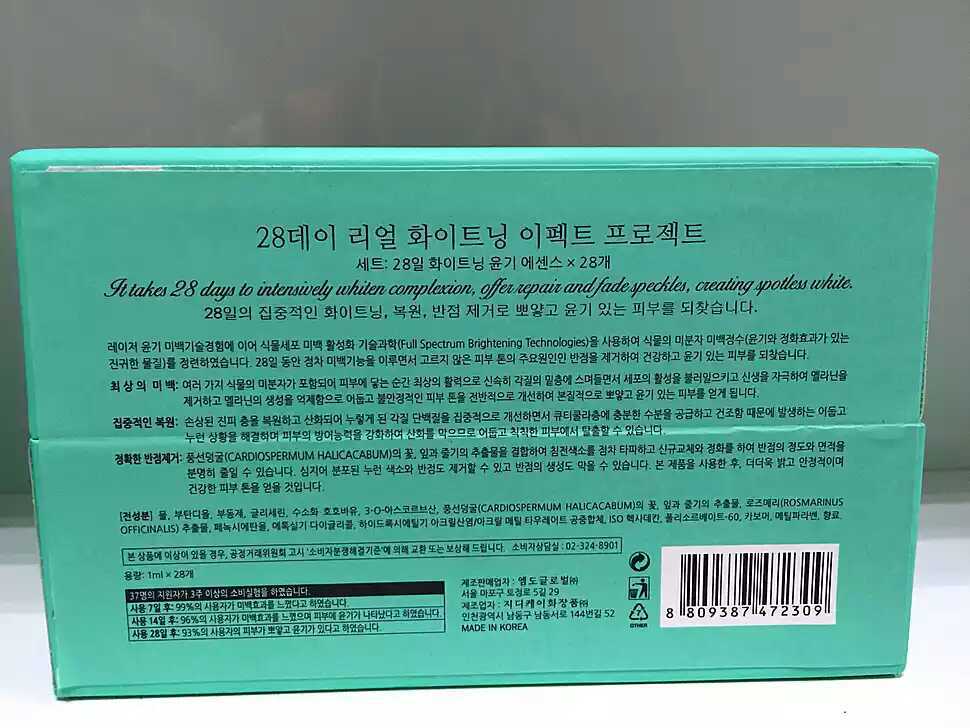 28데이 리얼 화이트닝 이펙트 프로젝트
세트: 28일 화이트닝 윤기 에센스 × 28개
It takes 28 days to intensively whiten complexion, offer repair and fade speckles, creating spotless white.
28일의 집중적인 화이트닝, 복원, 반점 제거로 뽀얗고 윤기 있는 피부를 되찾습니다.
레이저 윤기 미백기술경험에 이어 식물세포 미백 활성화 기술과학(Full Spectrum Brightening Technologies)을 사용하여 식물의 미분자 미백정수(윤기와 정화효과가 있는
진귀한 물질)를 정련하였습니다. 28일 동안 점차 미백기능을 이루면서 고르지 않은 피부 톤의 주요원인인 반점을 제거하여 건강하고 윤기 있는 피부를 되찾습니다.
최상의 미백: 여러 가지 식물의 미분자가 포함되어 피부에 닿는 순간 최상의 활력으로 신속히 각질의 밑층에 스며들면서 세포의 활성을 불러일으키고 신생을 자극하여 멜라닌을
제거하고 멜라닌의 생성을 억제함으로 어둡고 불안정적인 피부 톤을 전반적으로 개선하여 본질적으로 뽀얗고 윤기 있는 피부를 얻게 됩니다.
집중적인 복원: 손상된 진피 층을 복원하고 산화되어 누렇게 된 각질 단백질을 집중적으로 개선하면서 큐티쿨라층에 충분한 수분을 공급하고 건조함 때문에 발생하는 어둡고
누런 상황을 해결하며 피부의 방어능력을 강화하여 산화를 막으므로 어둡고 칙칙한 피부에서 탈출할 수 있습니다.
정확한 반점제거: 풍선덩굴(CARDIOSPERMUM HALICACABUM)의 꽃, 잎과 줄기의 추출물을 결합하여 침전색소를 점차 타파하고 신규교체와 정화를 하여 반점의 정도와 면적을
분명히 줄일 수 있습니다. 심지어 분포된 누런 색소와 반점도 제거할 수 있고 반점의 생성도 막을 수 있습니다. 본 제품을 사용한 후, 더더욱 밝고 안정적이며
건강한 피부 톤을 얻을 것입니다.
[전성분] 물, 부탄디올, 부동계, 글리세린, 수소화 호호바유, 3-O-아스코르브산, 풍선덩굴(CARDIOSPERMUM HALICACABUM)의 꽃, 잎과 줄기의 추출물, 로즈메리(ROSMARINUS
OFFICINALIS) 추출물, 페녹시에탄올, 에톡실기 다이글리콜, 하이드록시에틸기 아크릴산염/아크릴 메틸 타우레이트 공중합체, ISO 헥사데칸, 폴리소르베이트-60, 카보머, 메틸파라벤, 향료.
본 상품에 이상이 있을 경우, 공정거래위원회 고시 '소비자분쟁해결기준'에 의해 교환 또는 보상해 드립니다. 소비자상담실 : 02-324-8901
용량: 1ml × 28개
37명의 지원자가 3주 이상의 소비실험을 하였습니다.
사용 7일 후: 99%의 사용자가 미백효과를 느꼈다고 하였습니다.
사용 14일 후: 96%의 사용자가 미백효과를 느꼈으며 피부에 윤기가 나타났다고 하였습니다.
사용 28일 후: 93%의 사용자의 피부가 뽀얗고 윤기가 있다고 하였습니다.
제조판매업자 : 엠도글로벌㈜
서울 마포구 토정로 5길 29
제조업자 : 지디케이화장품㈜
인천광역시 남동구 남동서로 144번길 52
MADE IN KOREA
OTHER
8 809387 472309